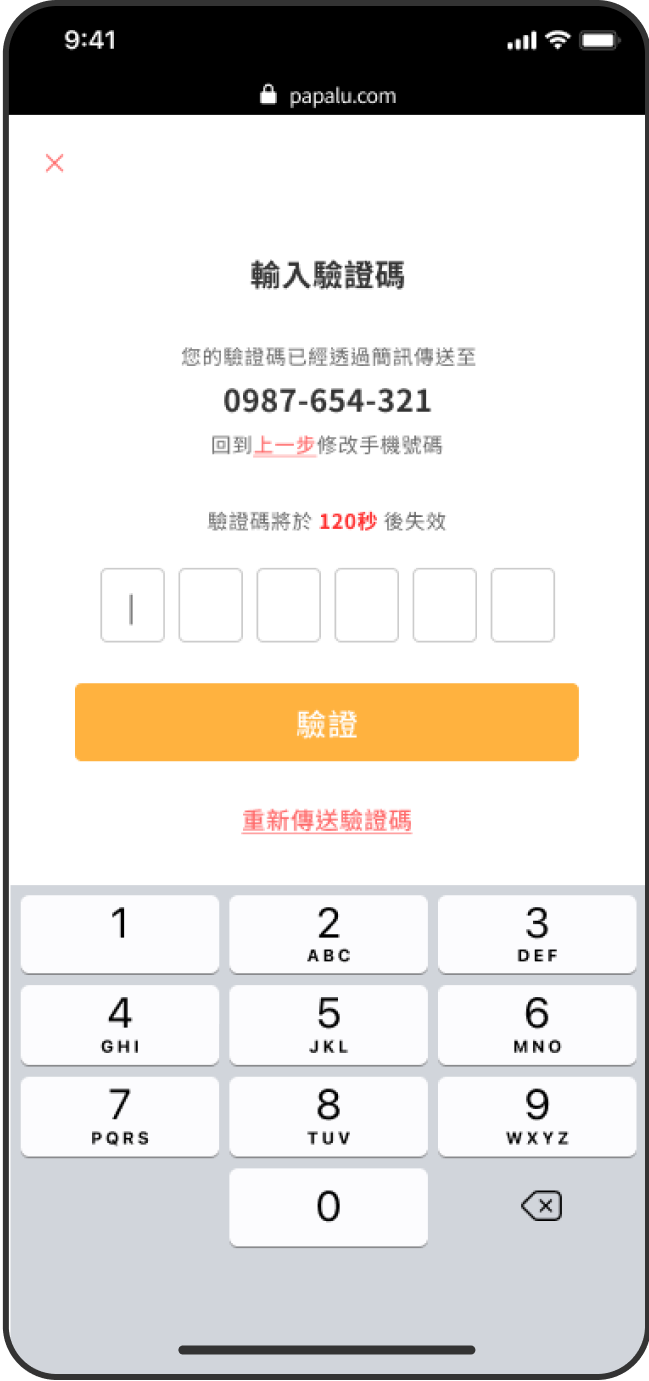 9:41
papalu.com
輸入驗證碼
您的驗證碼已經透過簡訊傳送至
0987-654-321
回到上一步修改手機號碼
驗證碼將於 120秒 後失效
驗證
重新傳送驗證碼
1 2 3
ABC DEF
4 5 6
GHI JKL MNO
7 8 9
PQRS TUV WXYZ
0